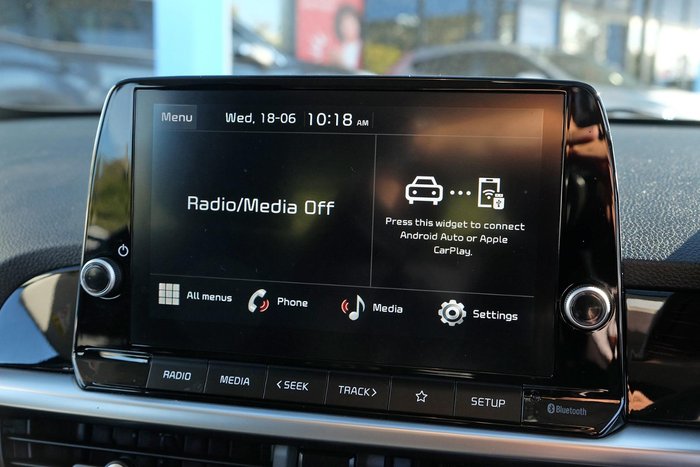 Menu
Wed, 18-06 10:18 AM
Radio/Media Off
Press this widget to connect
Android Auto or Apple
CarPlay.
All menus
Phone
Media
Settings
RADIO
MEDIA
<SEEK
TRACK>
SETUP
Bluetooth